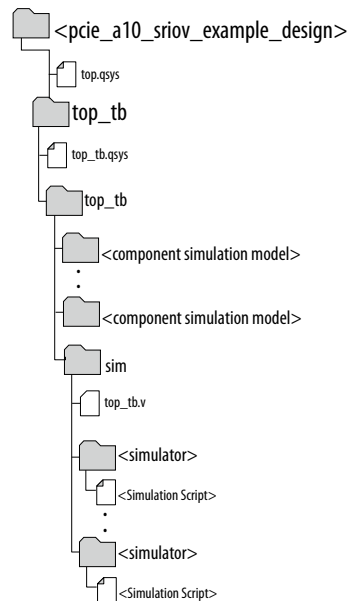 <pcie_a10_sriov_example_design>
top.qsys
top_tb
top_tb.qsys
top_tb
<component simulation model>
<component simulation model>
sim
top_tb.v
<simulator>
<Simulation Script>
<simulator>
<Simulation Script>